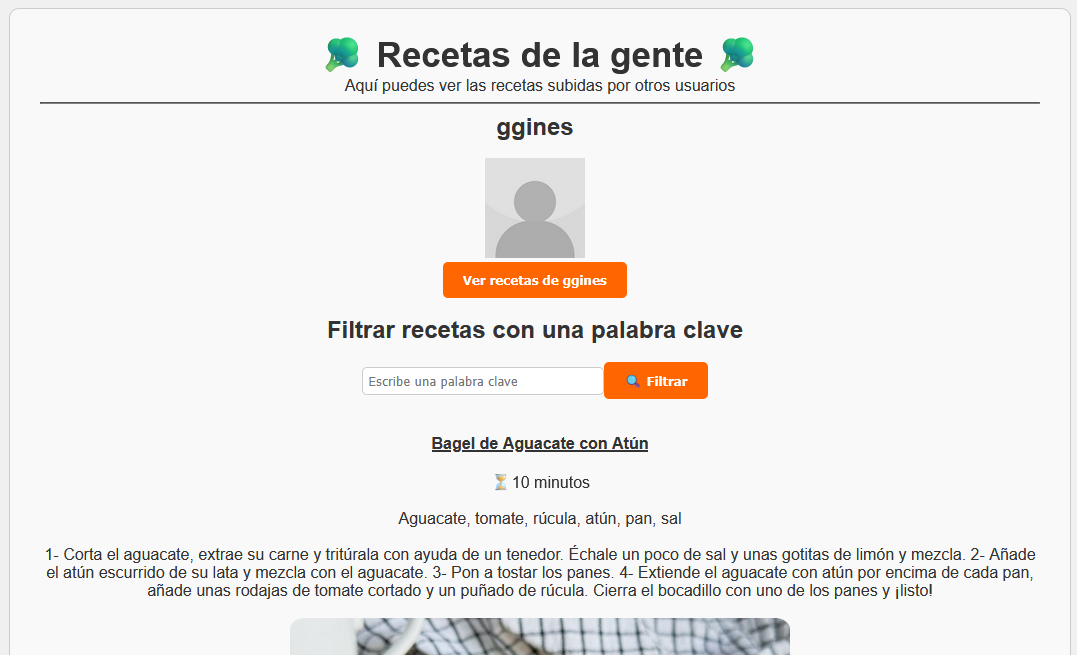 Recetas de la gente
Aquí puedes ver las recetas subidas por otros usuarios
ggines
Ver recetas de ggines
Filtrar recetas con una palabra clave
Escribe una palabra clave
Filtrar
Bagel de Aguacate con Atún
10 minutos
Aguacate, tomate, rúcula, atún, pan, sal
1- Corta el aguacate, extrae su carne y tritúrala con ayuda de un tenedor. Échale un poco de sal y unas gotitas de limón y mezcla. 2- Añade
el atún escurrido de su lata y mezcla con el aguacate. 3- Pon a tostar los panes. 4- Extiende el aguacate con atún por encima de cada pan,
añade unas rodajas de tomate cortado y un puñado de rúcula. Cierra el bocadillo con uno de los panes y ¡listo!